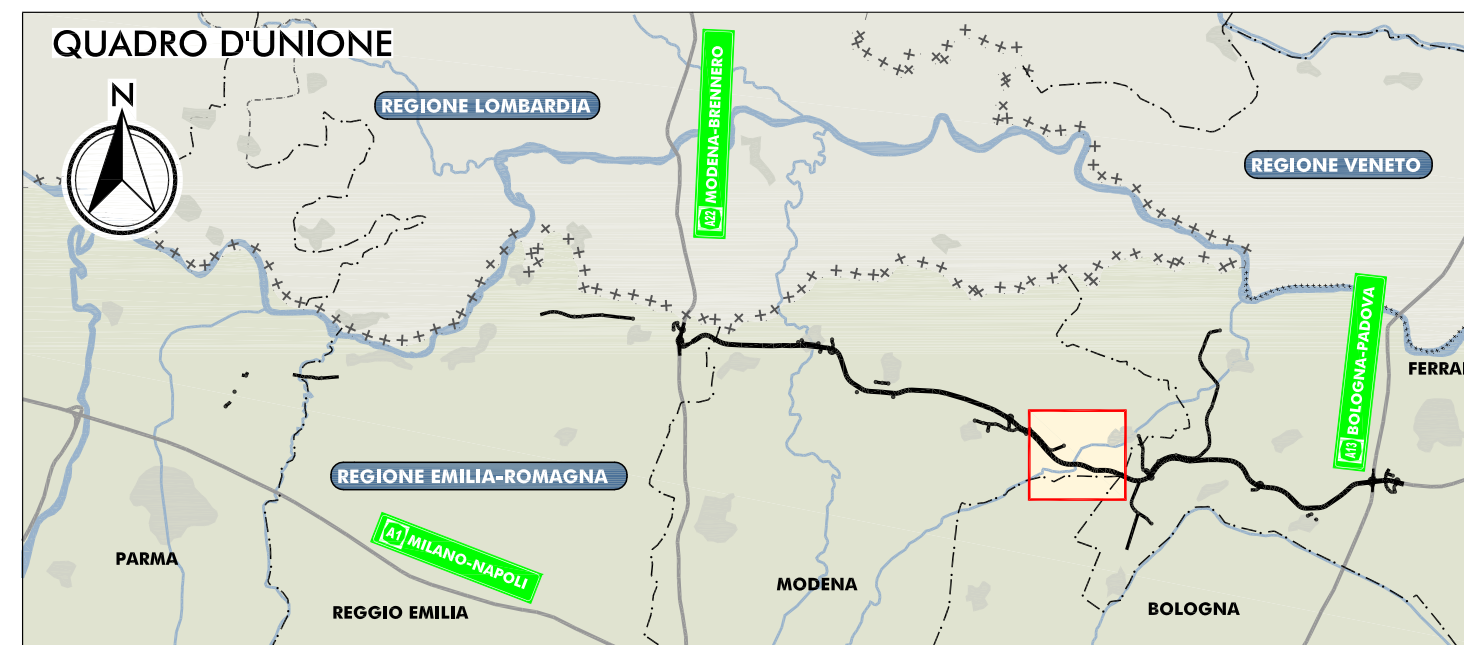 QUADRO D'UNIONE
N
REGIONE LOMBARDIA
A22 MODENA-BRENNERO
REGIONE VENETO
A13 BOLOGNA-PADOVA
FERRA
REGIONE EMILIA-ROMAGNA
A1 MILANO-NAPOLI
PARMA
REGGIO EMILIA
MODENA
BOLOGNA